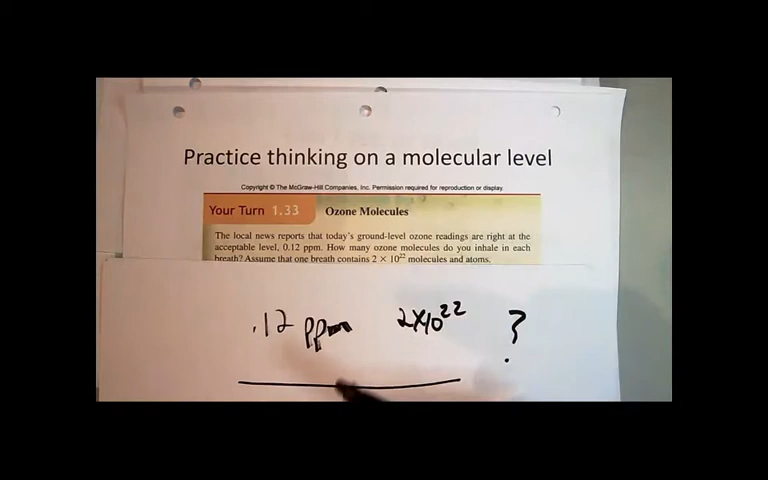 Practice thinking on a molecular level
Copyright © The McGraw-Hill Companies, Inc. Permission required for reproduction or display.
Your Turn 1.33 Ozone Molecules
The local news reports that today's ground-level ozone readings are right at the
acceptable level, 0.12 ppm. How many ozone molecules do you inhale in each
breath? Assume that one breath contains 2 × 10²² molecules and atoms.
.12 ppm 2×10²² ?